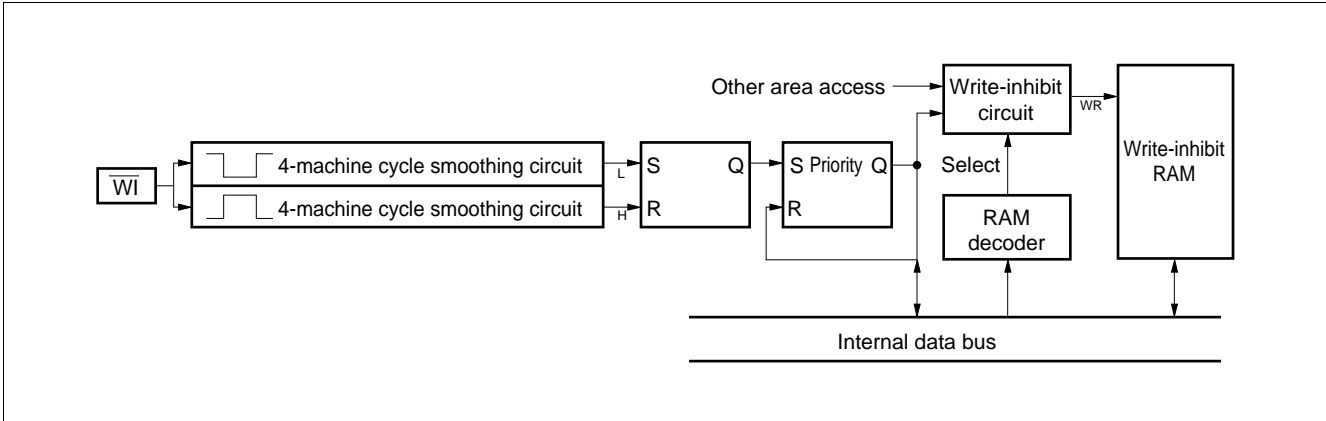 Other area access
Write-inhibit
circuit
WR
Write-inhibit
RAM
WI
4-machine cycle smoothing circuit
L
S
Q
S Priority Q
Select
4-machine cycle smoothing circuit
H
R
R
RAM
decoder
Internal data bus